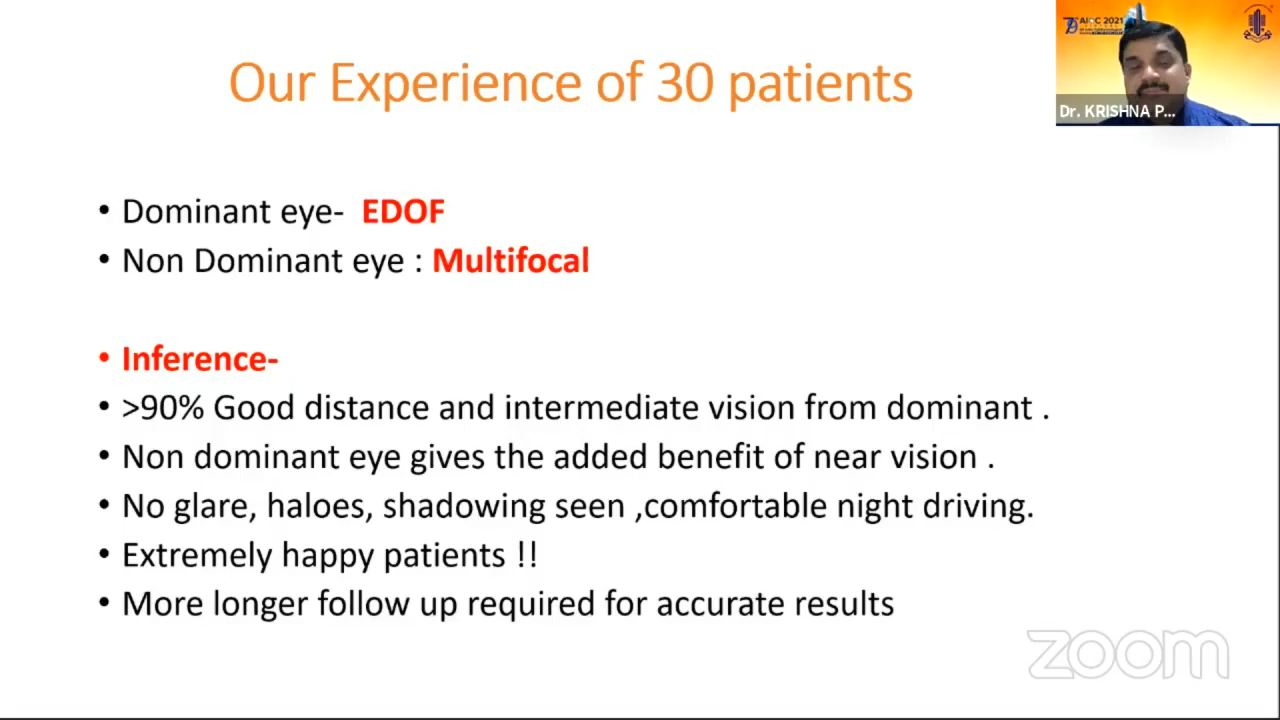 Our Experience of 30 patients
AIOC 2021
Dr. KRISHNA P...
• Dominant eye- EDOF
• Non Dominant eye : Multifocal
• Inference-
• >90% Good distance and intermediate vision from dominant .
• Non dominant eye gives the added benefit of near vision .
• No glare, haloes, shadowing seen ,comfortable night driving.
• Extremely happy patients !!
• More longer follow up required for accurate results
zoom